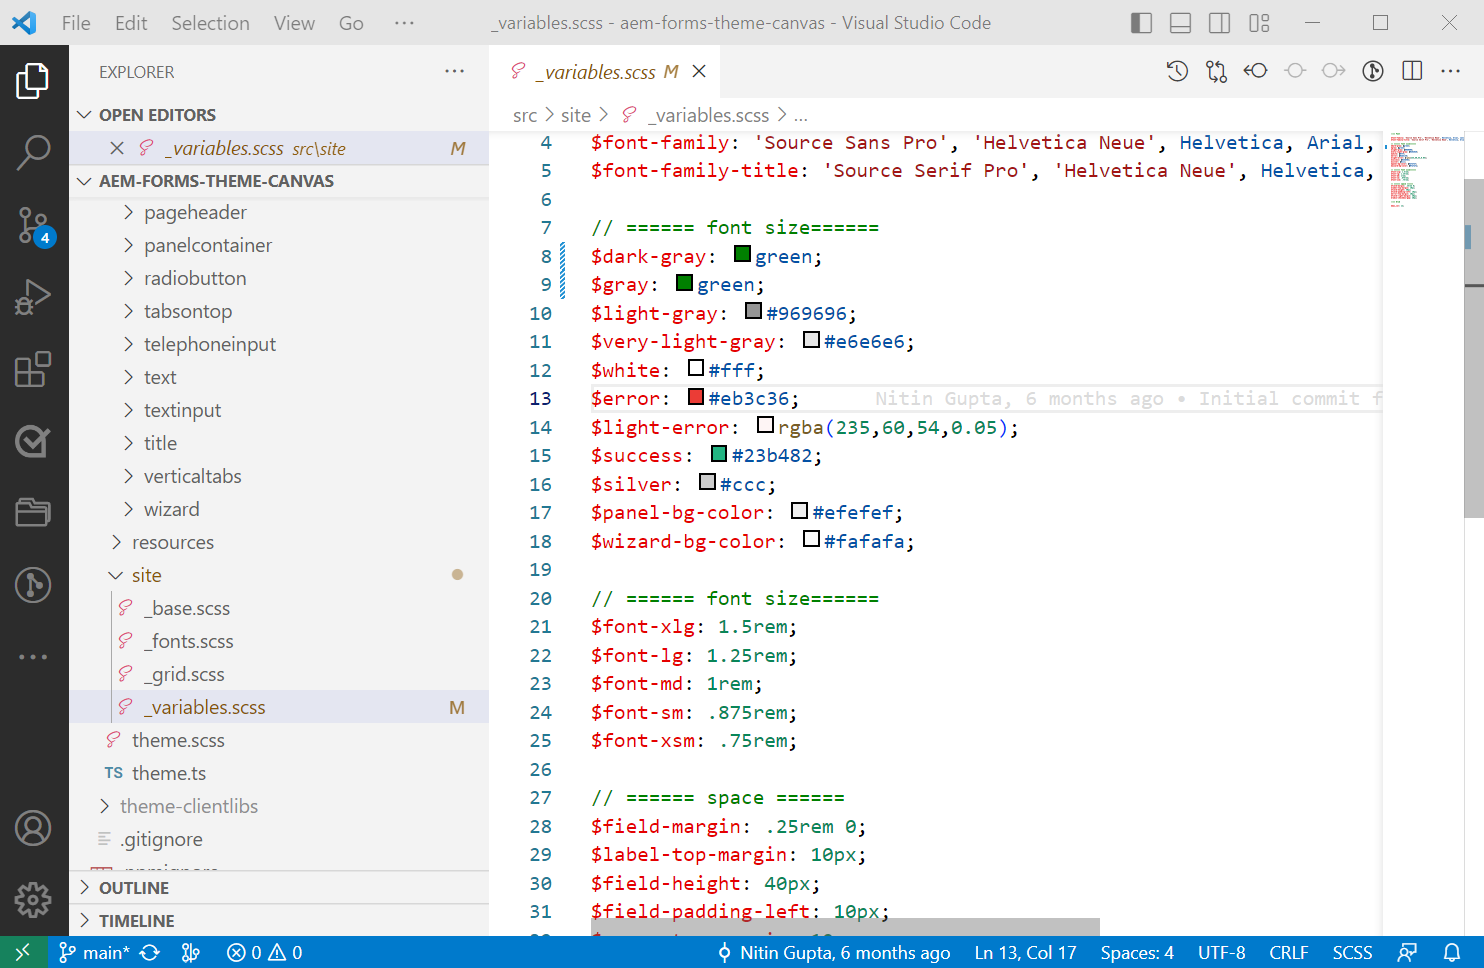 File Edit Selection View Go ··· _variables.scss - aem-forms-theme-canvas - Visual Studio Code
EXPLORER ···
OPEN EDITORS
_variables.scss src\site M
AEM-FORMS-THEME-CANVAS
pageheader
panelcontainer
radiobutton
tabsontop
telephoneinput
text
textinput
title
verticaltabs
wizard
resources
site
_base.scss
_fonts.scss
_grid.scss
_variables.scss M
theme.scss
TS theme.ts
theme-clientlibs
.gitignore
OUTLINE
TIMELINE
4
_variables.scss M
src > site > _variables.scss > ...
4 $font-family: 'Source Sans Pro', 'Helvetica Neue', Helvetica, Arial,
5 $font-family-title: 'Source Serif Pro', 'Helvetica Neue', Helvetica,
6
7 // ====== font size======
8 $dark-gray: green;
9 $gray: green;
10 $light-gray: #969696;
11 $very-light-gray: #e6e6e6;
12 $white: #fff;
13 $error: #eb3c36; Nitin Gupta, 6 months ago • Initial commit f
14 $light-error: rgba(235,60,54,0.05);
15 $success: #23b482;
16 $silver: #ccc;
17 $panel-bg-color: #efefef;
18 $wizard-bg-color: #fafafa;
19
20 // ====== font size======
21 $font-xlg: 1.5rem;
22 $font-lg: 1.25rem;
23 $font-md: 1rem;
24 $font-sm: .875rem;
25 $font-xsm: .75rem;
26
27 // ====== space ======
28 $field-margin: .25rem 0;
29 $label-top-margin: 10px;
30 $field-height: 40px;
31 $field-padding-left: 10px;
main* 0 0 Nitin Gupta, 6 months ago Ln 13, Col 17 Spaces: 4 UTF-8 CRLF SCSS